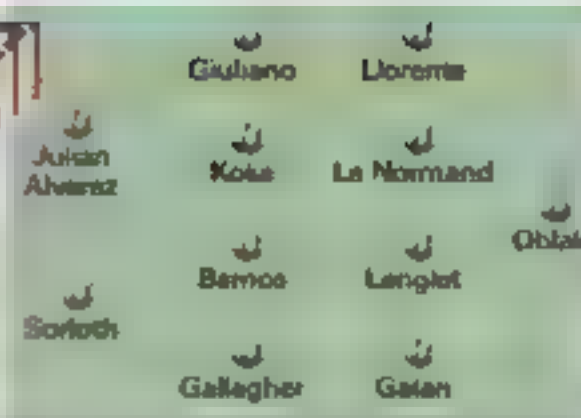 Giuliano
Llorente
Julian
Alvarez
Koke
Le Normand
Oblak
Barrios
Lenglet
Sorloth
Gallagher
Galan